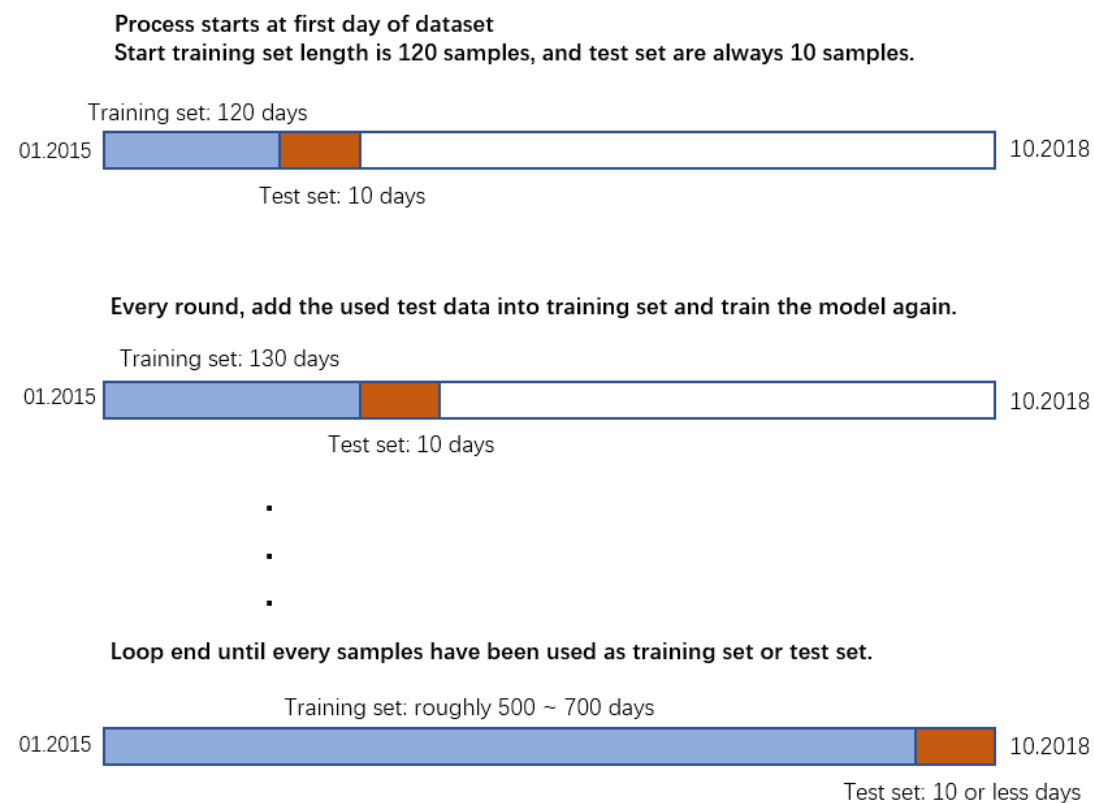 Process starts at first day of dataset
Start training set length is 120 samples, and test set are always 10 samples.
Training set: 120 days
01.2015
10.2018
Test set: 10 days
Every round, add the used test data into training set and train the model again.
Training set: 130 days
01.2015
10.2018
Test set: 10 days
Loop end until every samples have been used as training set or test set.
Training set: roughly 500 ~ 700 days
01.2015
10.2018
Test set: 10 or less days